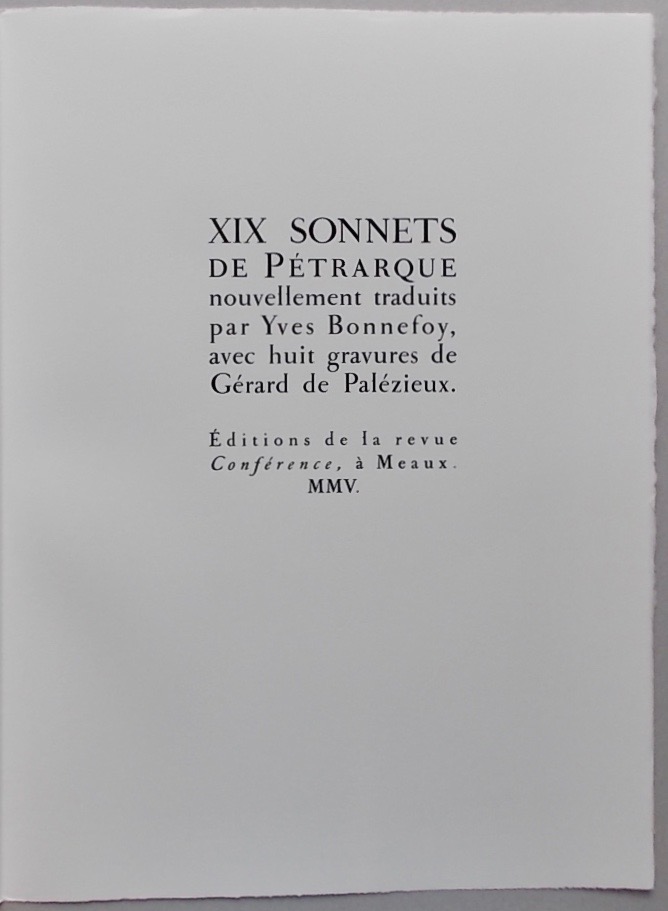 XIX SONNETS
DE PÉTRARQUE
nouvellement traduits
par Yves Bonnefoy,
avec huit gravures de
Gérard de Palézieux.
Éditions de la revue
Conférence, à Meaux.
MMV.